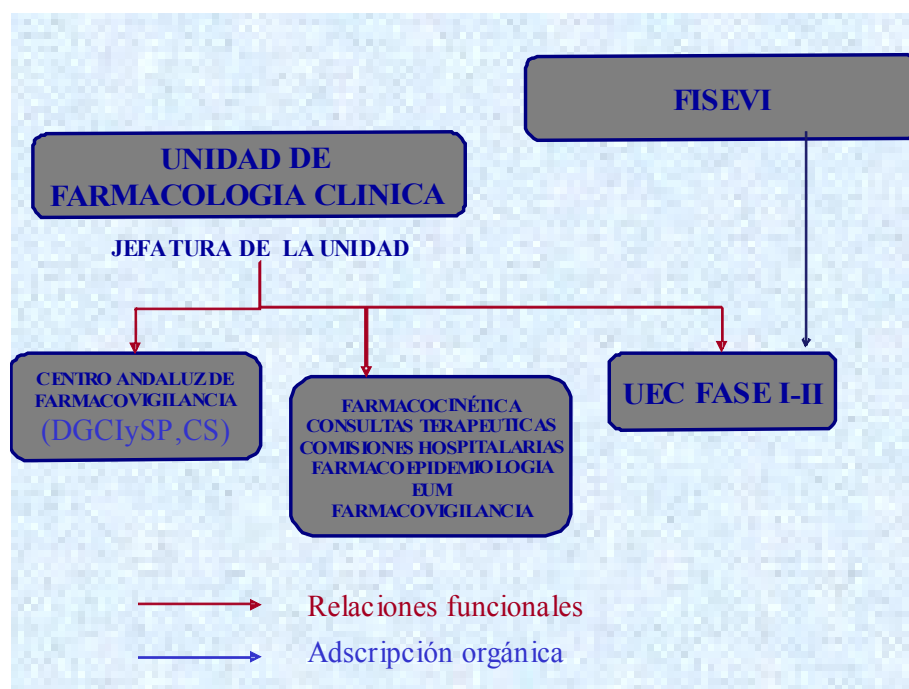 FISEVI
UNIDAD DE
FARMACOLOGIA CLINICA
JEFATURA DE LA UNIDAD
CENTRO ANDALUZ DE
FARMACOVIGILANCIA
(DGCIySP,CS)
FARMACOCINÉTICA
CONSULTAS TERAPEUTICAS
COMISIONES HOSPITALARIAS
FARMACOEPIDEMIOLOGIA
EUM
FARMACOVIGILANCIA
UEC FASE I-II
Relaciones funcionales
Adscripción orgánica